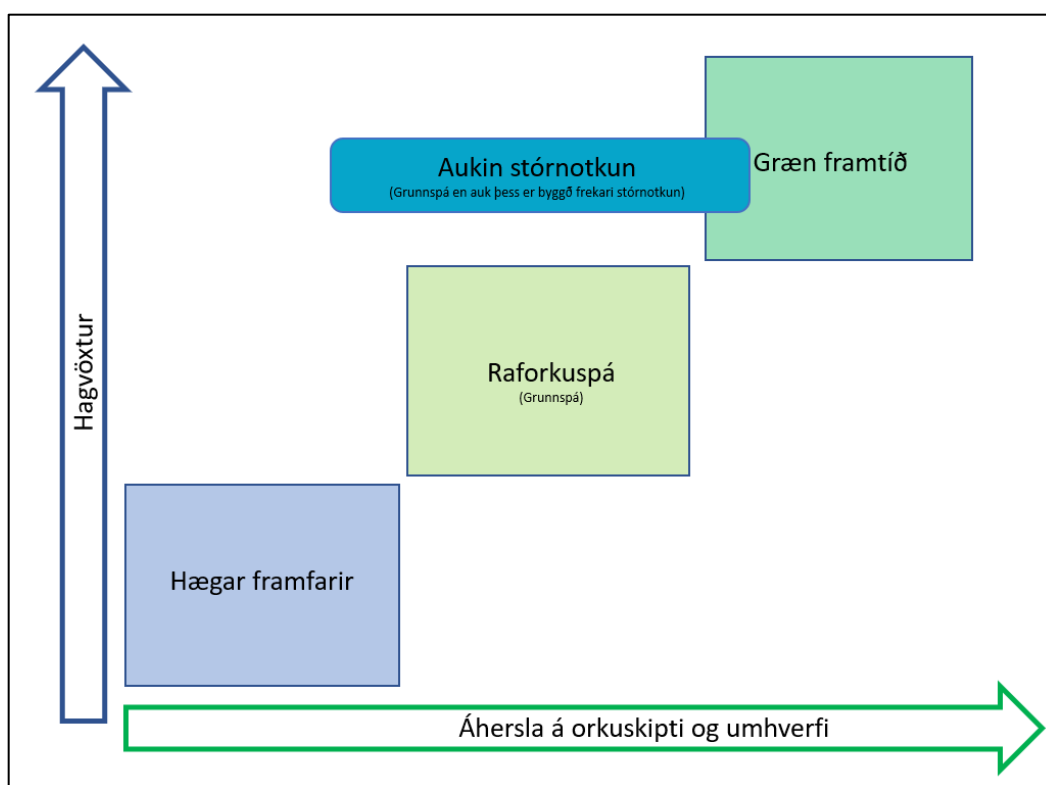 Aukin stórnotkun
(Grunnspá en auk þess er byggð frekari stórnotkun)
Græn framtíð
Raforkuspá
(Grunnspá)
Hægar framfarir
Hagvöxtur
Áhersla á orkuskipti og umhverfi